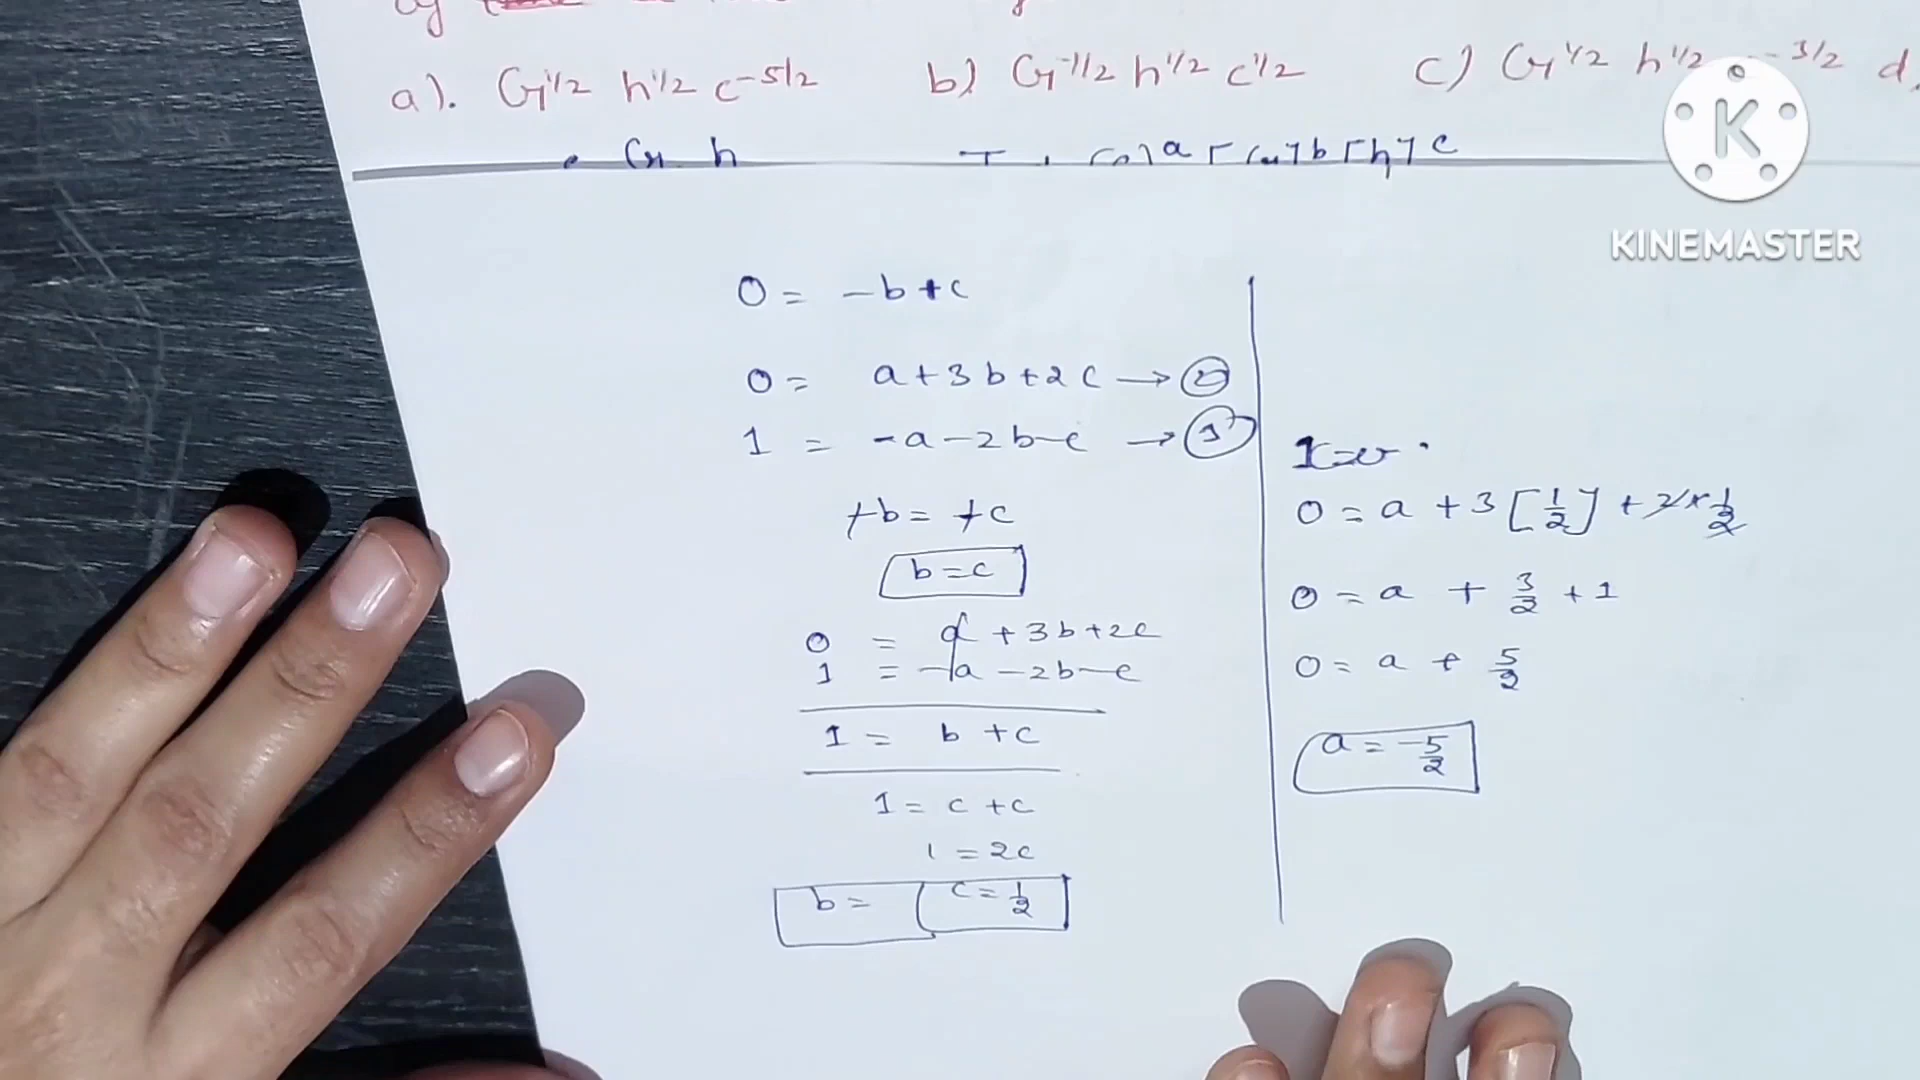 a). G^1/2 h^1/2 c^-5/2 b) G^-1/2 h^1/2 c^1/2 c) G^1/2 h^1/2 ^-3/2 d
KINEMASTER
0 = -b+c
0 = a+3b+2c → ②
1 = -a-2b-c →
+b = +c
b=c
0 = a+3b+2c
1 = -a-2b-c
1 = b+c
1 = c+c
1 = 2c
b = c = 1/2
0 = a + 3[1/2] + 2×1/2
0 = a + 3/2 + 1
0 = a + 5/2
a = -5/2